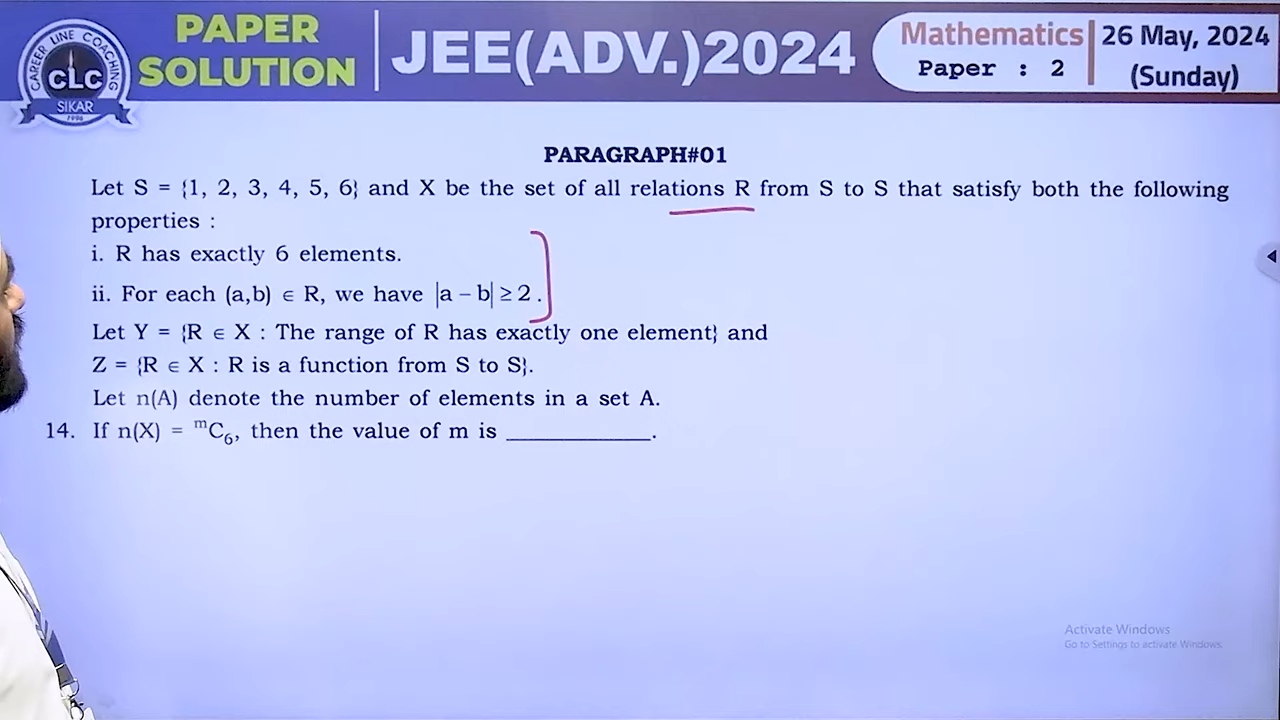 PAPER SOLUTION
CAREER LINE COACHING
CLC
SIKAR
1996
JEE(ADV.)2024
Mathematics
Paper : 2
26 May, 2024
(Sunday)
PARAGRAPH#01
Let S = {1, 2, 3, 4, 5, 6} and X be the set of all relations R from S to S that satisfy both the following
properties :
i. R has exactly 6 elements.
ii. For each (a,b) ∈ R, we have |a – b| ≥ 2 .
Let Y = {R ∈ X : The range of R has exactly one element} and
Z = {R ∈ X : R is a function from S to S}.
Let n(A) denote the number of elements in a set A.
14. If n(X) = ᵐC₆, then the value of m is ____________.
Activate Windows
Go to Settings to activate Windows.